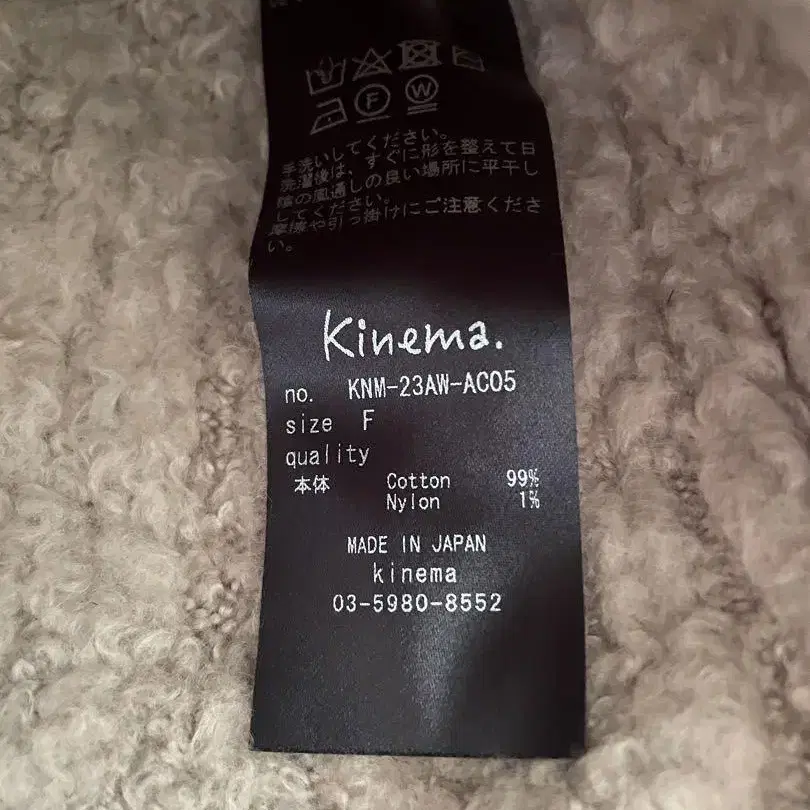 F W
手洗いしてください。
洗濯後は、すぐに形を整えて日
陰の風通しの良い場所に平干し
してください。
摩擦や引っ掛けにご注意くださ
い。
Kinema.
no. KNM-23AW-AC05
size F
quality
本体 Cotton 99%
Nylon 1%
MADE IN JAPAN
kinema
03-5980-8552